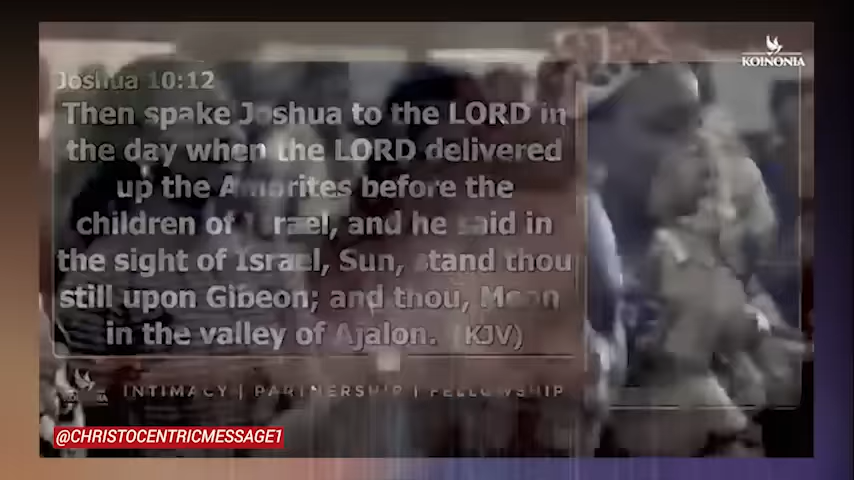 KOINONIA
Joshua 10:12
Then spake Joshua to the LORD in
the day when the LORD delivered
up the Amorites before the
children of Israel, and he said in
the sight of Israel, Sun, stand thou
still upon Gibeon; and thou, Moon
in the valley of Ajalon. (KJV)
KOINONIA
INTIMACY | PARTNERSHIP | FELLOWSHIP
@CHRISTOCENTRICMESSAGE1